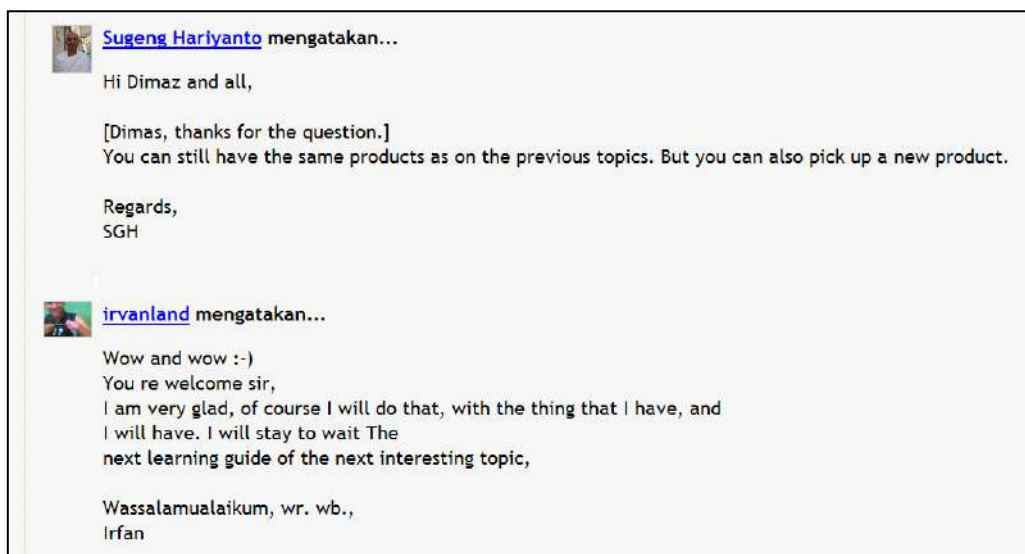 Sugeng Hariyanto mengatakan...
Hi Dimaz and all,
[Dimas, thanks for the question.]
You can still have the same products as on the previous topics. But you can also pick up a new product.
Regards,
SGH
irvanland mengatakan...
Wow and wow :-)
You re welcome sir,
I am very glad, of course I will do that, with the thing that I have, and
I will have. I will stay to wait The
next learning guide of the next interesting topic,
Wassalamualaikum, wr. wb.,
Irfan